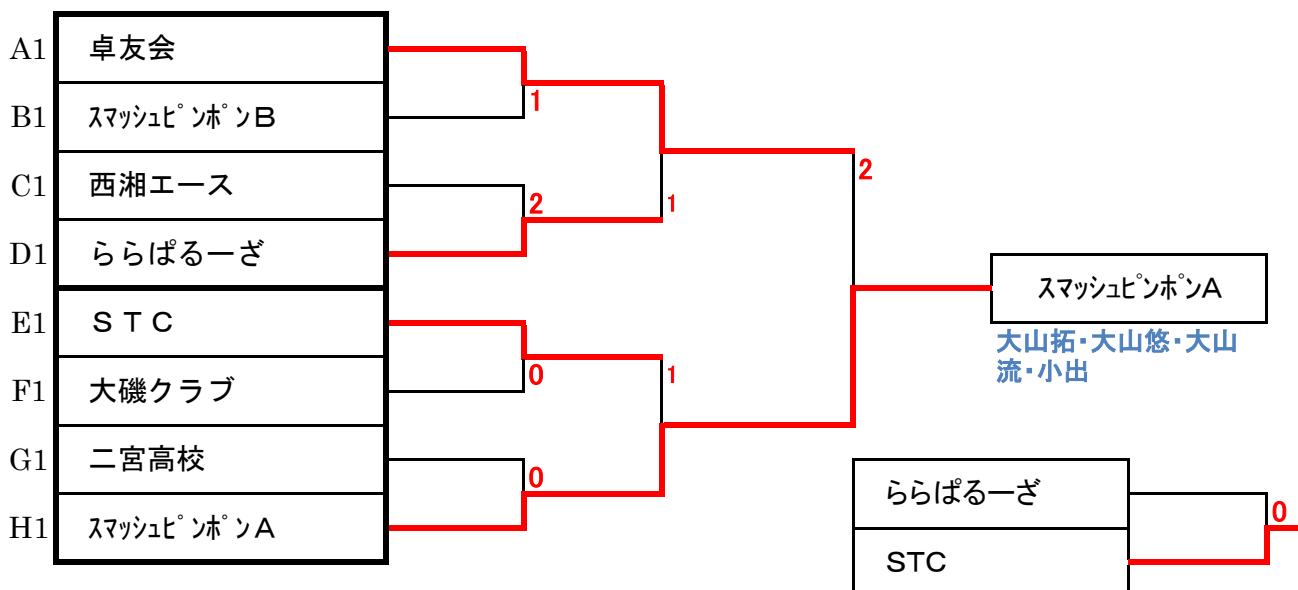 A1 卓友会
1
B1 ｽﾏｯｼｭﾋﾟﾝﾎﾟﾝＢ
2
C1 西湘エース
2
1
D1 ららぱるーざ
スマッシュピンポンA
E1 ＳＴＣ
大山拓・大山悠・大山
流・小出
0
1
F1 大磯クラブ
G1 二宮高校
0
ららぱるーざ
0
H1 ｽﾏｯｼｭﾋﾟﾝﾎﾟﾝＡ
STC